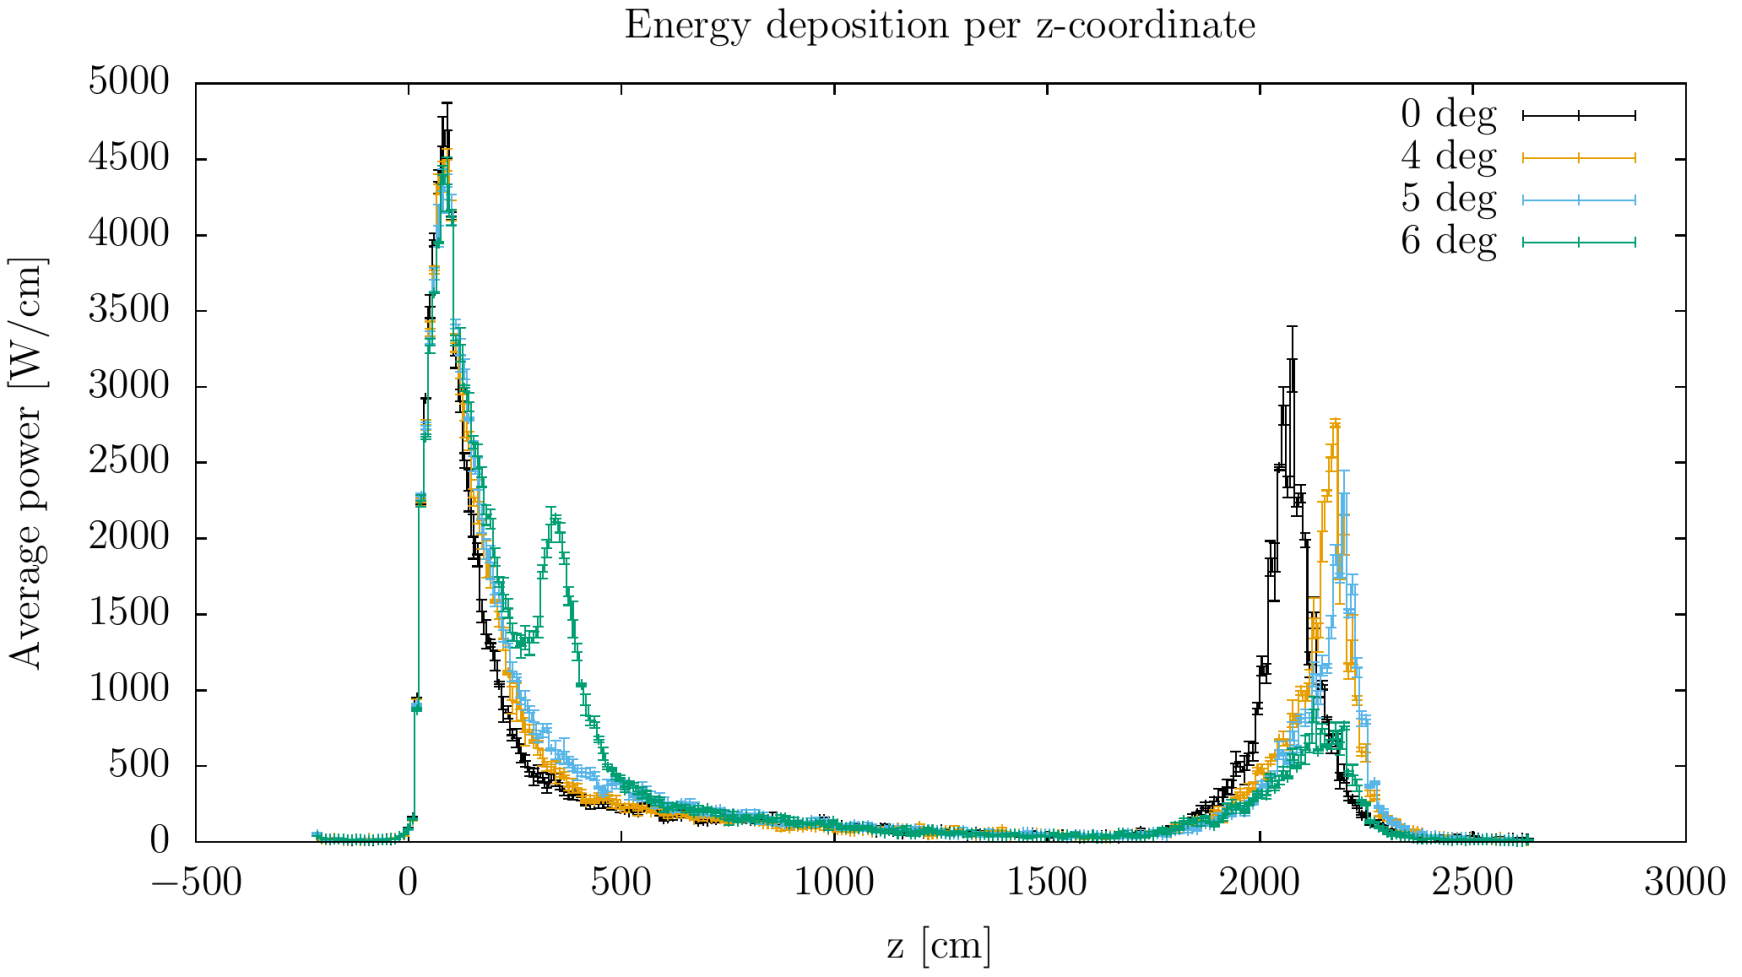 Energy deposition per z-coordinate
5000
4500
4000
3500
3000
2500
2000
1500
1000
500
0
Average power [W/cm]
0 deg
4 deg
5 deg
6 deg
−500 0 500 1000 1500 2000 2500 3000
z [cm]